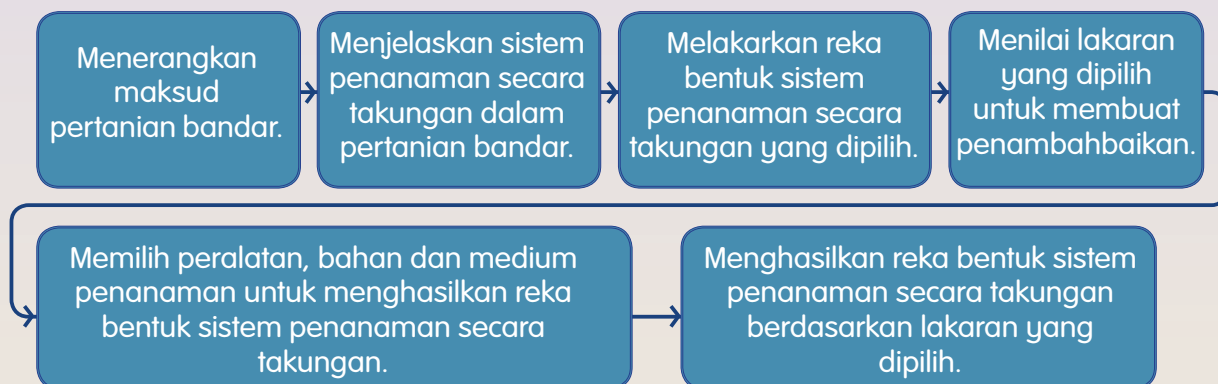 Menerangkan
maksud
pertanian bandar.
Menjelaskan sistem
penanaman secara
takungan dalam
pertanian bandar.
Melakarkan reka
bentuk sistem
penanaman secara
takungan yang dipilih.
Menilai lakaran
yang dipilih
untuk membuat
penambahbaikan.
Memilih peralatan, bahan dan medium
penanaman untuk menghasilkan reka
bentuk sistem penanaman secara
takungan.
Menghasilkan reka bentuk sistem
penanaman secara takungan
berdasarkan lakaran yang
dipilih.